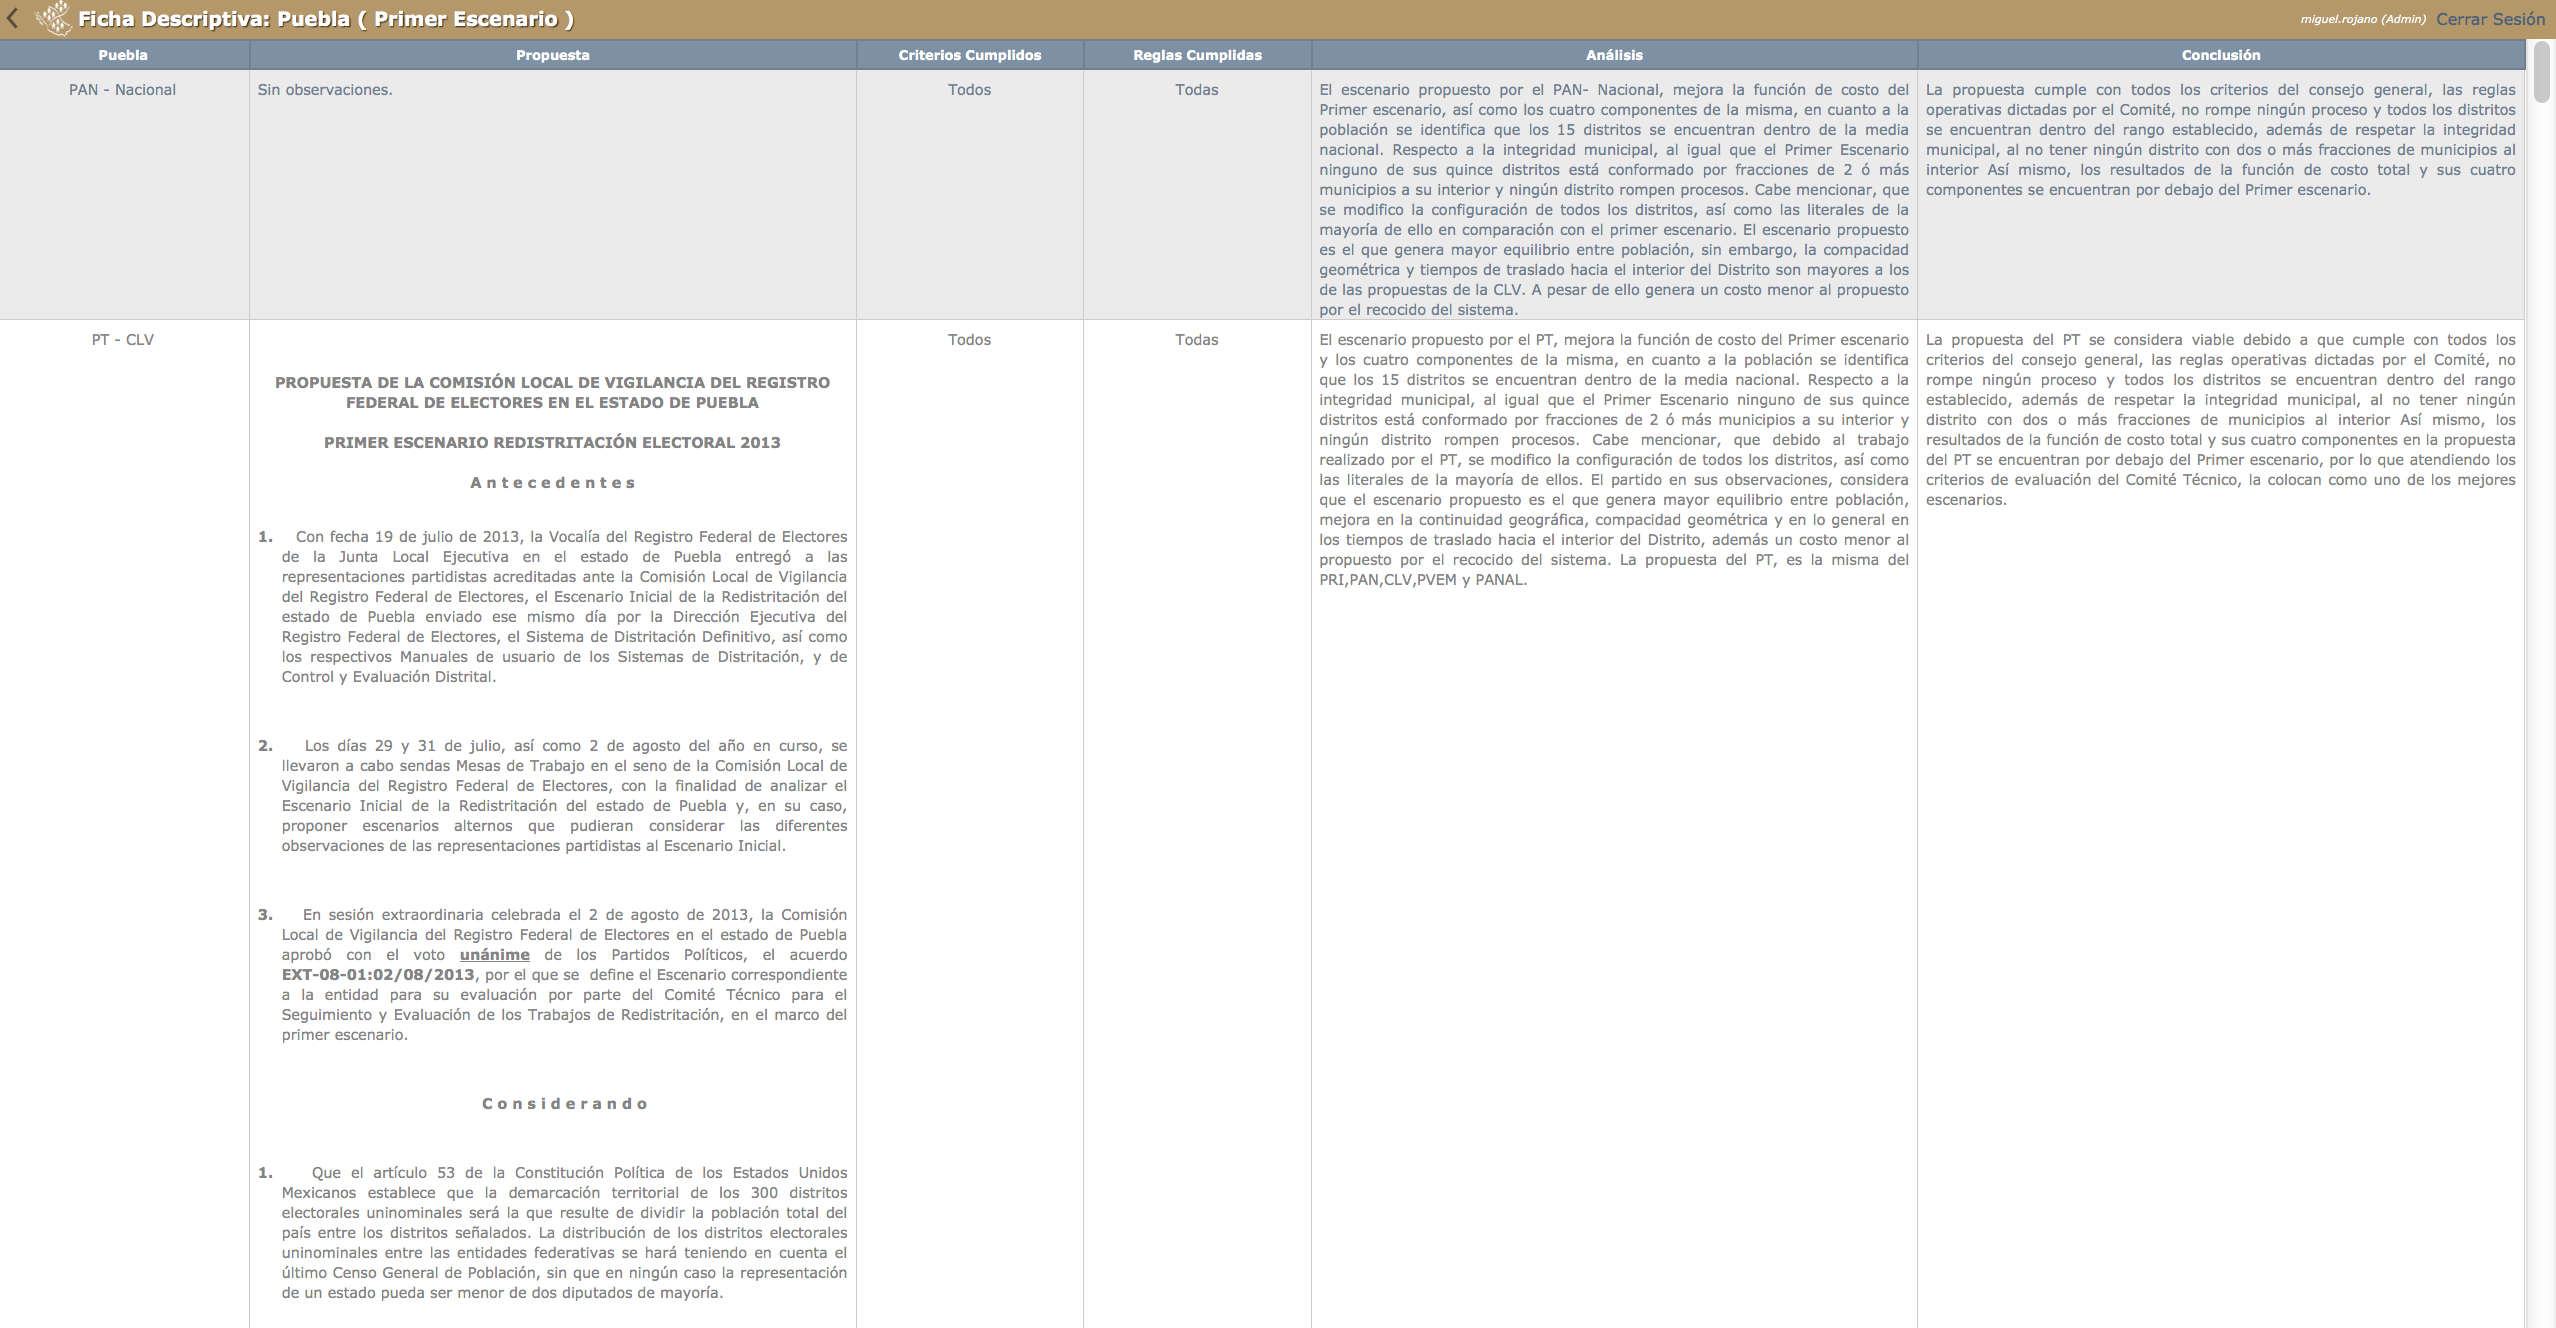 Ficha Descriptiva: Puebla ( Primer Escenario )
miguel.rojano (Admin) Cerrar Sesión
Puebla
Propuesta
Criterios Cumplidos
Reglas Cumplidas
Análisis
Conclusión
PAN - Nacional
Sin observaciones.
Todos
Todas
El escenario propuesto por el PAN- Nacional, mejora la función de costo del
Primer escenario, así como los cuatro componentes de la misma, en cuanto a la
población se identifica que los 15 distritos se encuentran dentro de la media
nacional. Respecto a la integridad municipal, al igual que el Primer Escenario
ninguno de sus quince distritos está conformado por fracciones de 2 ó más
municipios a su interior y ningún distrito rompen procesos. Cabe mencionar, que
se modifico la configuración de todos los distritos, así como las literales de la
mayoría de ello en comparación con el primer escenario. El escenario propuesto
es el que genera mayor equilibrio entre población, sin embargo, la compacidad
geométrica y tiempos de traslado hacia el interior del Distrito son mayores a los
de las propuestas de la CLV. A pesar de ello genera un costo menor al propuesto
por el recocido del sistema.
La propuesta cumple con todos los criterios del consejo general, las reglas
operativas dictadas por el Comité, no rompe ningún proceso y todos los distritos
se encuentran dentro del rango establecido, además de respetar la integridad
municipal, al no tener ningún distrito con dos o más fracciones de municipios al
interior Así mismo, los resultados de la función de costo total y sus cuatro
componentes se encuentran por debajo del Primer escenario.
PT - CLV
PROPUESTA DE LA COMISIÓN LOCAL DE VIGILANCIA DEL REGISTRO
FEDERAL DE ELECTORES EN EL ESTADO DE PUEBLA
PRIMER ESCENARIO REDISTRITACIÓN ELECTORAL 2013
A n t e c e d e n t e s
1. Con fecha 19 de julio de 2013, la Vocalía del Registro Federal de Electores
de la Junta Local Ejecutiva en el estado de Puebla entregó a las
representaciones partidistas acreditadas ante la Comisión Local de Vigilancia
del Registro Federal de Electores, el Escenario Inicial de la Redistritación del
estado de Puebla enviado ese mismo día por la Dirección Ejecutiva del
Registro Federal de Electores, el Sistema de Distritación Definitivo, así como
los respectivos Manuales de usuario de los Sistemas de Distritación, y de
Control y Evaluación Distrital.
2. Los días 29 y 31 de julio, así como 2 de agosto del año en curso, se
llevaron a cabo sendas Mesas de Trabajo en el seno de la Comisión Local de
Vigilancia del Registro Federal de Electores, con la finalidad de analizar el
Escenario Inicial de la Redistritación del estado de Puebla y, en su caso,
proponer escenarios alternos que pudieran considerar las diferentes
observaciones de las representaciones partidistas al Escenario Inicial.
3. En sesión extraordinaria celebrada el 2 de agosto de 2013, la Comisión
Local de Vigilancia del Registro Federal de Electores en el estado de Puebla
aprobó con el voto unánime de los Partidos Políticos, el acuerdo
EXT-08-01:02/08/2013, por el que se define el Escenario correspondiente
a la entidad para su evaluación por parte del Comité Técnico para el
Seguimiento y Evaluación de los Trabajos de Redistritación, en el marco del
primer escenario.
C o n s i d e r a n d o
1. Que el artículo 53 de la Constitución Política de los Estados Unidos
Mexicanos establece que la demarcación territorial de los 300 distritos
electorales uninominales será la que resulte de dividir la población total del
país entre los distritos señalados. La distribución de los distritos electorales
uninominales entre las entidades federativas se hará teniendo en cuenta el
último Censo General de Población, sin que en ningún caso la representación
de un estado pueda ser menor de dos diputados de mayoría.
Todos
Todas
El escenario propuesto por el PT, mejora la función de costo del Primer escenario
y los cuatro componentes de la misma, en cuanto a la población se identifica
que los 15 distritos se encuentran dentro de la media nacional. Respecto a la
integridad municipal, al igual que el Primer Escenario ninguno de sus quince
distritos está conformado por fracciones de 2 ó más municipios a su interior y
ningún distrito rompen procesos. Cabe mencionar, que debido al trabajo
realizado por el PT, se modifico la configuración de todos los distritos, así como
las literales de la mayoría de ellos. El partido en sus observaciones, considera
que el escenario propuesto es el que genera mayor equilibrio entre población,
mejora en la continuidad geográfica, compacidad geométrica y en lo general en
los tiempos de traslado hacia el interior del Distrito, además un costo menor al
propuesto por el recocido del sistema. La propuesta del PT, es la misma del
PRI,PAN,CLV,PVEM y PANAL.
La propuesta del PT se considera viable debido a que cumple con todos los
criterios del consejo general, las reglas operativas dictadas por el Comité, no
rompe ningún proceso y todos los distritos se encuentran dentro del rango
establecido, además de respetar la integridad municipal, al no tener ningún
distrito con dos o más fracciones de municipios al interior Así mismo, los
resultados de la función de costo total y sus cuatro componentes en la propuesta
del PT se encuentran por debajo del Primer escenario, por lo que atendiendo los
criterios de evaluación del Comité Técnico, la colocan como uno de los mejores
escenarios.